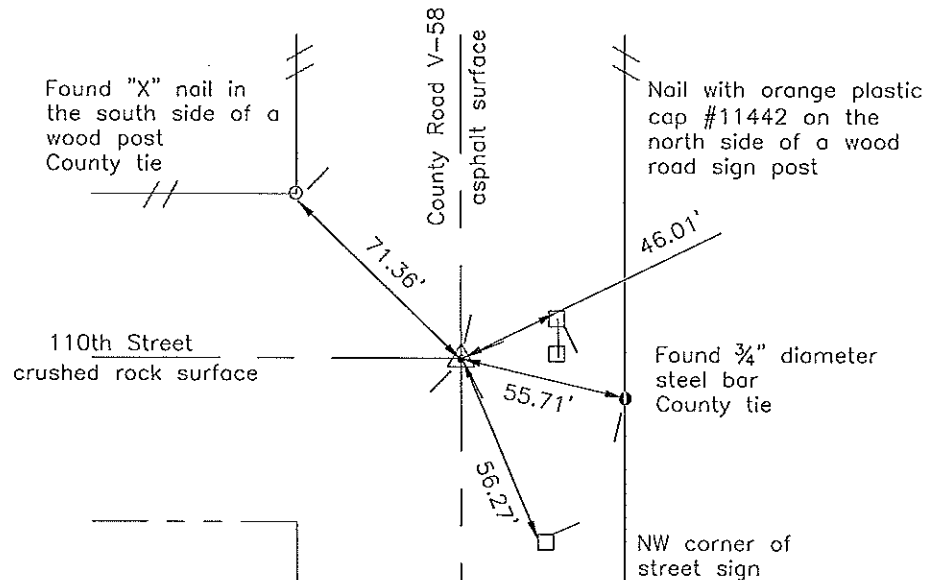 Found "X" nail in
the south side of a
wood post
County tie
County Road V-58
asphalt surface
Nail with orange plastic
cap #11442 on the
north side of a wood
road sign post
71.36'
46.01'
110th Street
crushed rock surface
55.71'
Found ¾" diameter
steel bar
County tie
56.27'
NW corner of
street sign